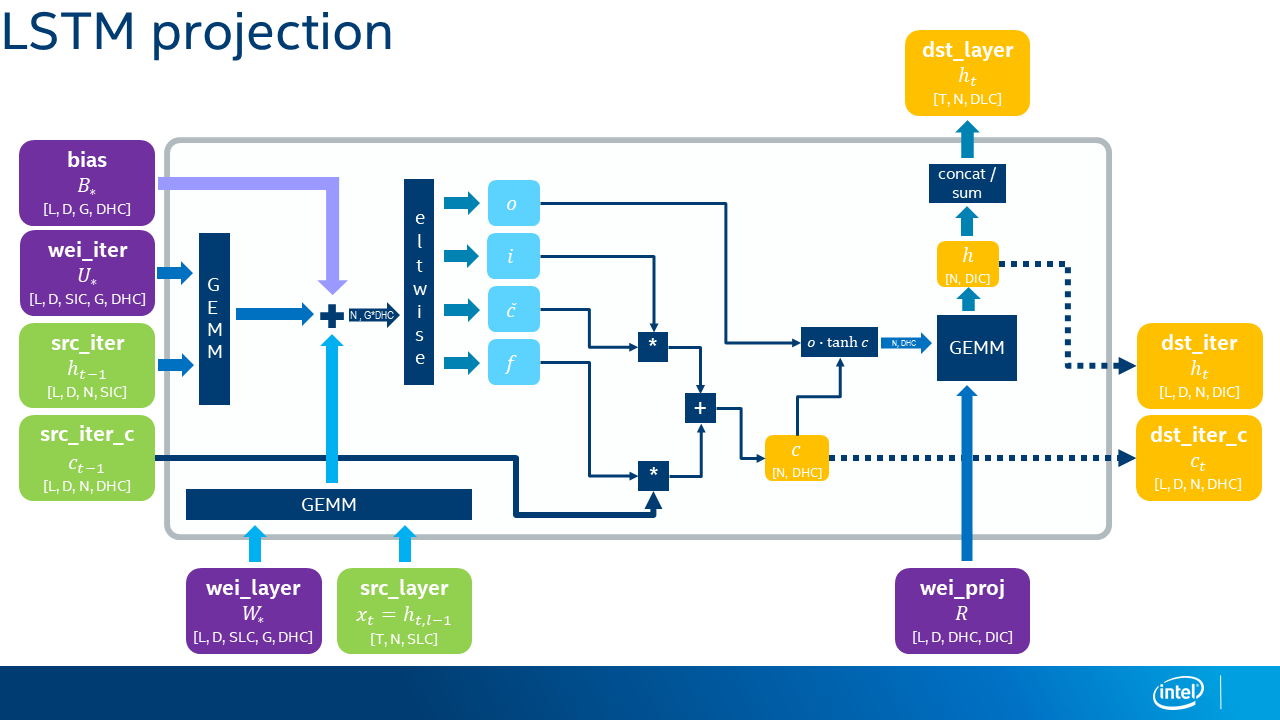 LSTM projection
dst_layer
h_t
[T, N, DLC]
bias
B_*
[L, D, G, DHC]
wei_iter
U_*
[L, D, SIC, G, DHC]
src_iter
h_{t−1}
[L, D, N, SIC]
src_iter_c
c_{t−1}
[L, D, N, DHC]
GEMM
+
N , G*DHC
eltwise
o
i
č
f
*
+
*
o · tanh c
c
[N, DHC]
N, DHC
GEMM
h
[N, DIC]
concat /
sum
dst_iter
h_t
[L, D, N, DIC]
dst_iter_c
c_t
[L, D, N, DHC]
GEMM
wei_layer
W_*
[L, D, SLC, G, DHC]
src_layer
x_t = h_{t,l−1}
[T, N, SLC]
wei_proj
R
[L, D, DHC, DIC]
intel